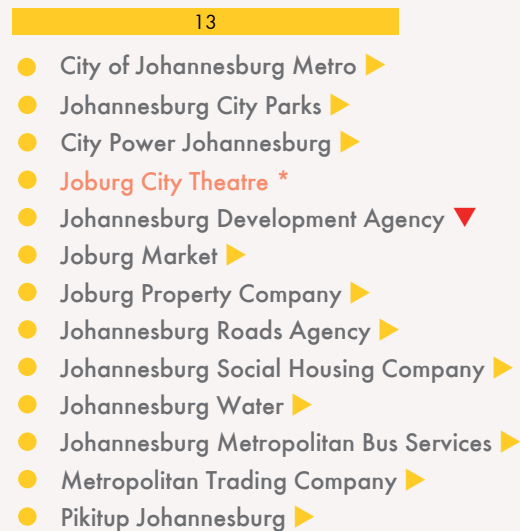 13
City of Johannesburg Metro
Johannesburg City Parks
City Power Johannesburg
Joburg City Theatre *
Johannesburg Development Agency
Joburg Market
Joburg Property Company
Johannesburg Roads Agency
Johannesburg Social Housing Company
Johannesburg Water
Johannesburg Metropolitan Bus Services
Metropolitan Trading Company
Pikitup Johannesburg